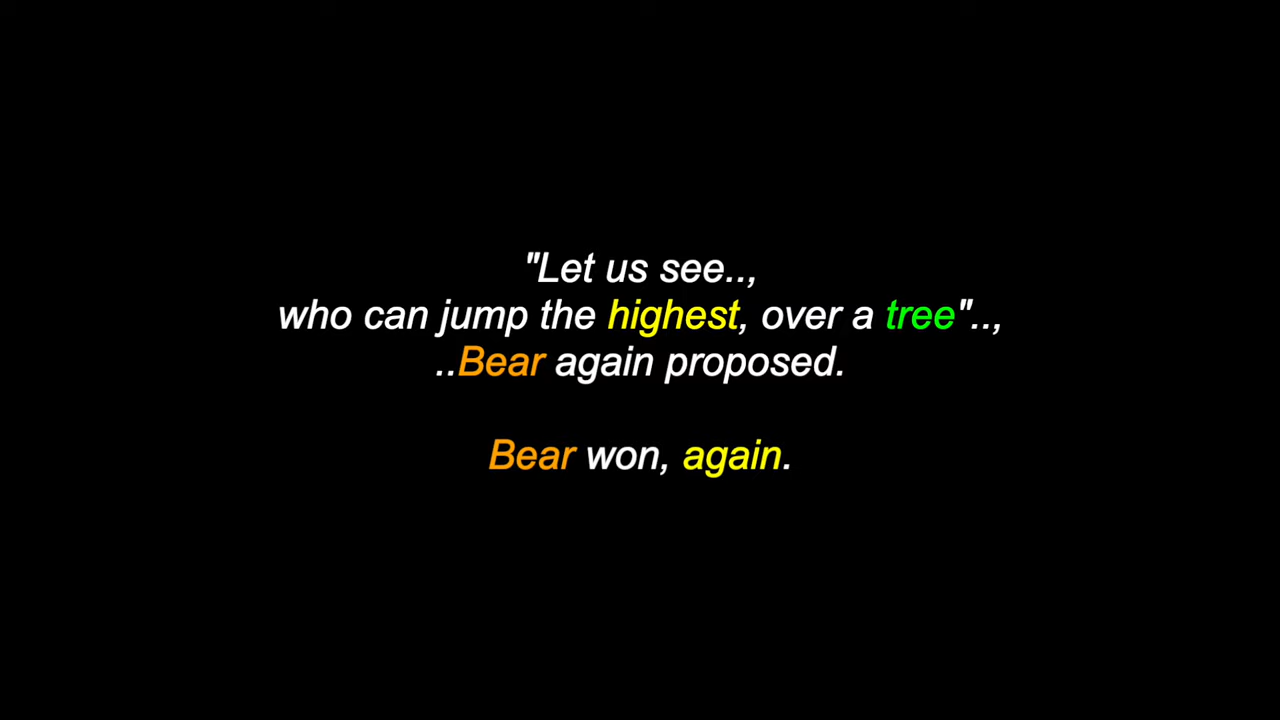 "Let us see..,
who can jump the highest, over a tree"..,
..Bear again proposed.
Bear won, again.